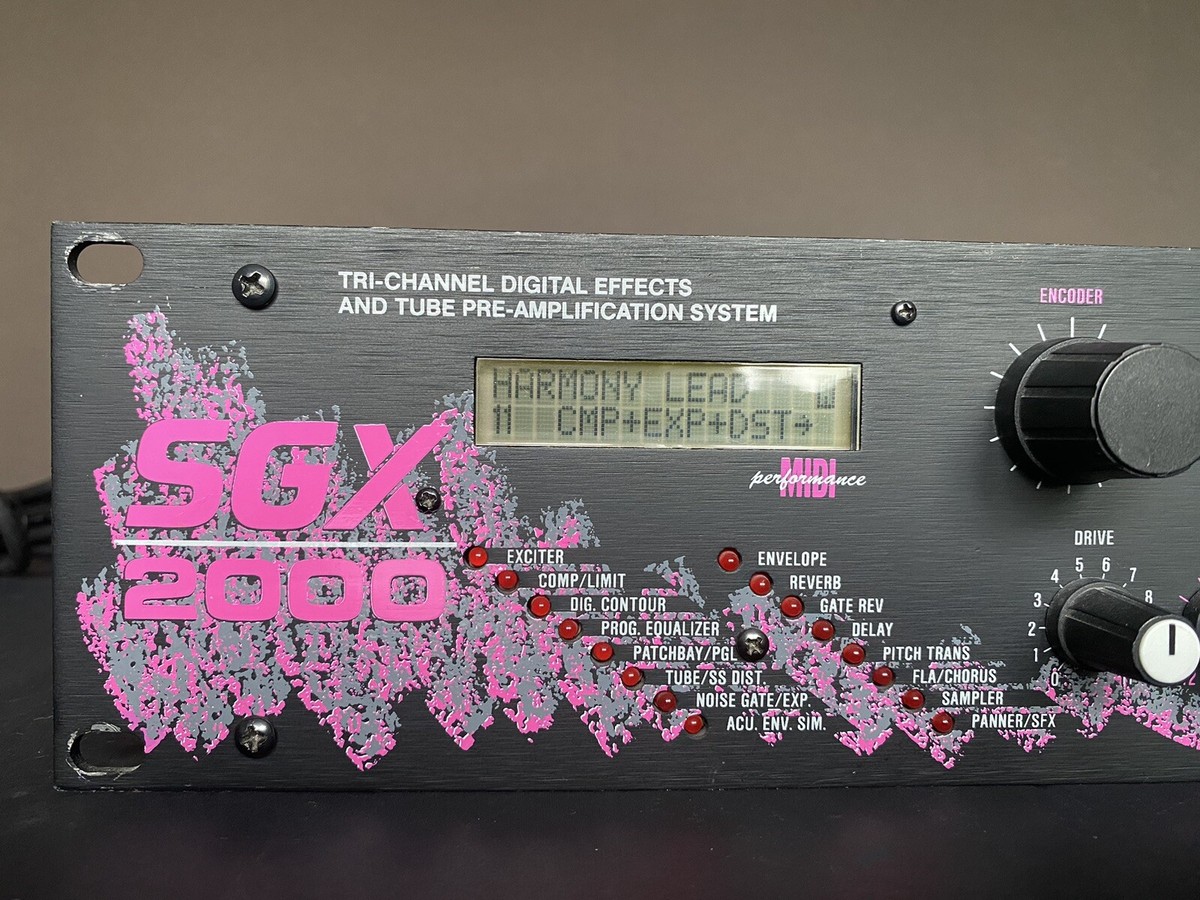 TRI-CHANNEL DIGITAL EFFECTS
AND TUBE PRE-AMPLIFICATION SYSTEM
ENCODER
HARMONY LEAD
11 CMP+EXP+DST→
performance MIDI
SGX
2000
EXCITER
COMP/LIMIT
DIG. CONTOUR
PROG. EQUALIZER
PATCHBAY/PGL
TUBE/SS DIST.
NOISE GATE/EXP.
ACU. ENV. SIM.
ENVELOPE
REVERB
GATE REV
DELAY
PITCH TRANS
FLA/CHORUS
SAMPLER
PANNER/SFX
DRIVE
0 1 2 3 4 5 6 7 8